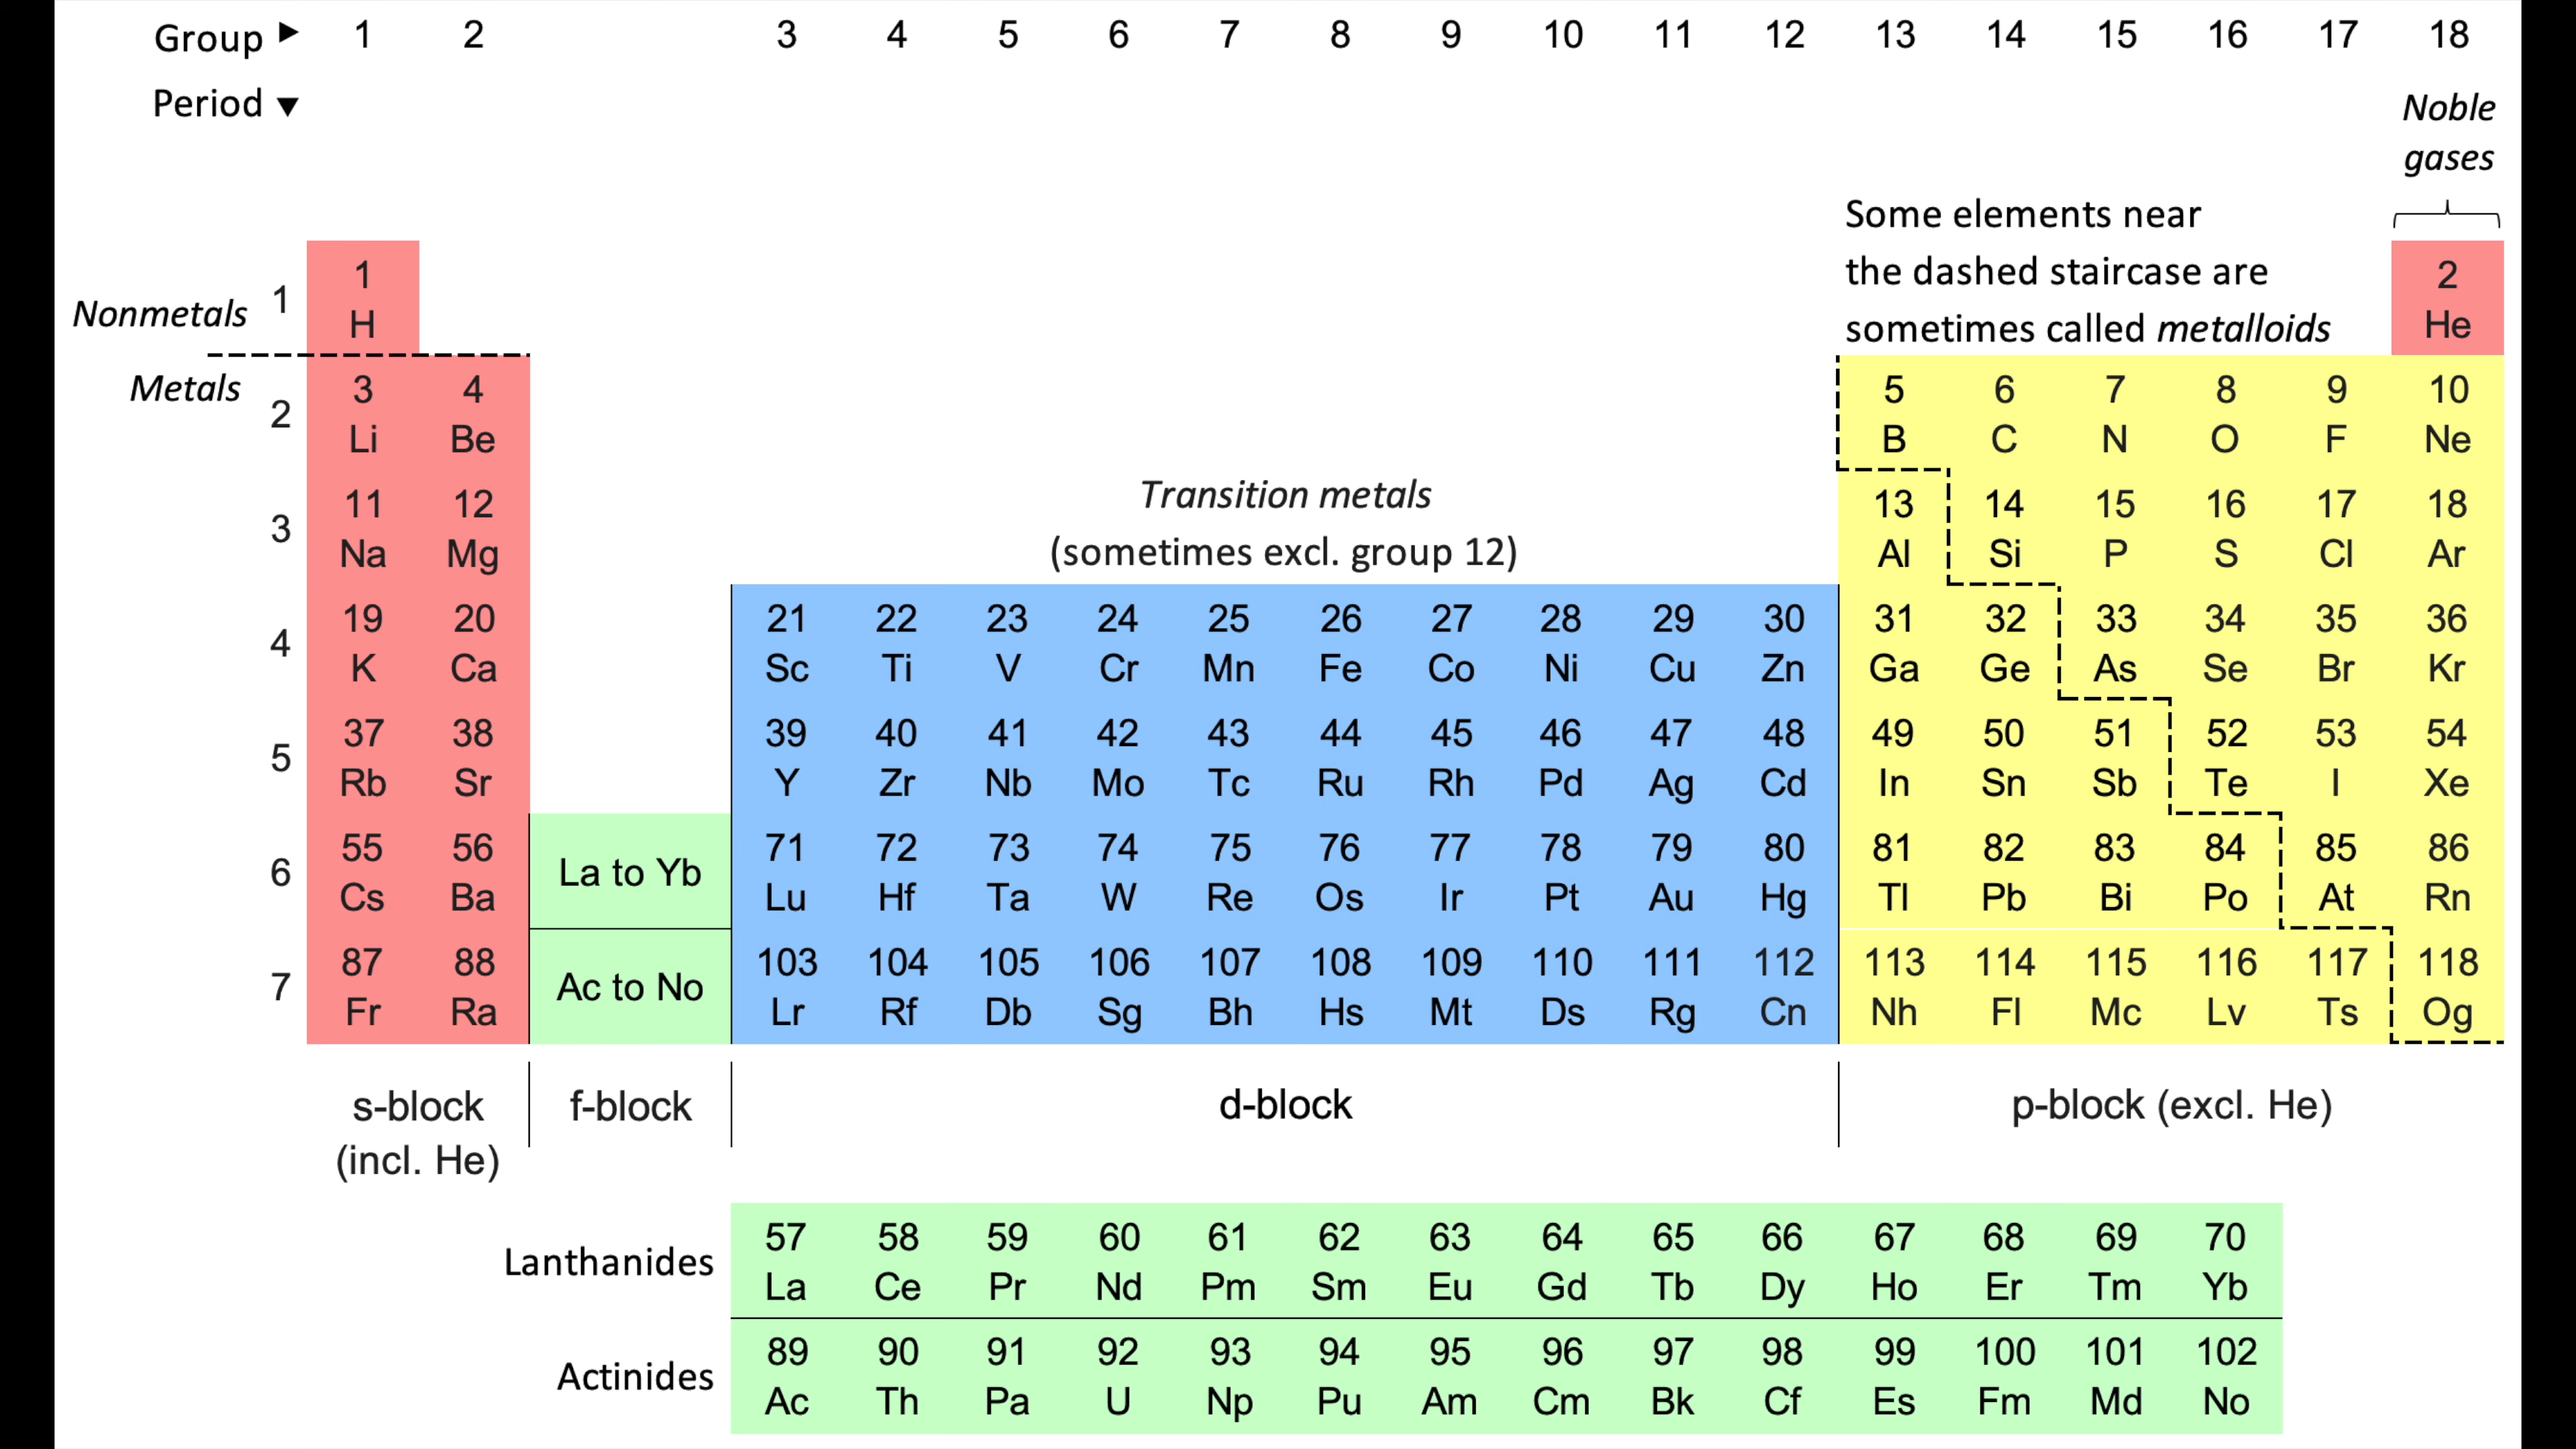 Group ► 1 2 3 4 5 6 7 8 9 10 11 12 13 14 15 16 17 18
Period ▼
Noble
gases
Some elements near
the dashed staircase are
sometimes called metalloids
Nonmetals
1
1 2
H He
Metals
2
3 4 5 6 7 8 9 10
Li Be B C N O F Ne
Transition metals
(sometimes excl. group 12)
3
11 12 13 14 15 16 17 18
Na Mg Al Si P S Cl Ar
4
19 20 21 22 23 24 25 26 27 28 29 30 31 32 33 34 35 36
K Ca Sc Ti V Cr Mn Fe Co Ni Cu Zn Ga Ge As Se Br Kr
5
37 38 39 40 41 42 43 44 45 46 47 48 49 50 51 52 53 54
Rb Sr Y Zr Nb Mo Tc Ru Rh Pd Ag Cd In Sn Sb Te I Xe
6
55 56 71 72 73 74 75 76 77 78 79 80 81 82 83 84 85 86
La to Yb
Cs Ba Lu Hf Ta W Re Os Ir Pt Au Hg Tl Pb Bi Po At Rn
7
87 88 103 104 105 106 107 108 109 110 111 112 113 114 115 116 117 118
Ac to No
Fr Ra Lr Rf Db Sg Bh Hs Mt Ds Rg Cn Nh Fl Mc Lv Ts Og
s-block
(incl. He)
f-block
d-block
p-block (excl. He)
Lanthanides
57 58 59 60 61 62 63 64 65 66 67 68 69 70
La Ce Pr Nd Pm Sm Eu Gd Tb Dy Ho Er Tm Yb
Actinides
89 90 91 92 93 94 95 96 97 98 99 100 101 102
Ac Th Pa U Np Pu Am Cm Bk Cf Es Fm Md No